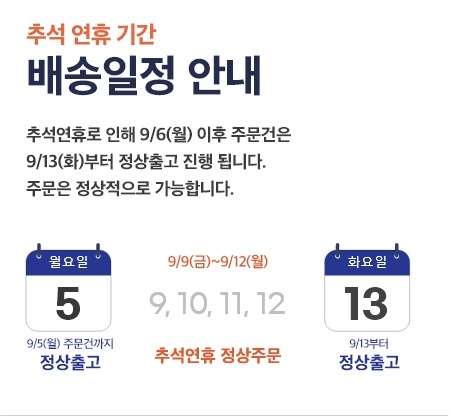 추석 연휴 기간
배송일정 안내
추석연휴로 인해 9/6(월) 이후 주문건은
9/13(화)부터 정상출고 진행 됩니다.
주문은 정상적으로 가능합니다.
월요일
5
9/5(월) 주문건까지
정상출고
9/9(금)~9/12(월)
9, 10, 11, 12
추석연휴 정상주문
화요일
13
9/13부터
정상출고